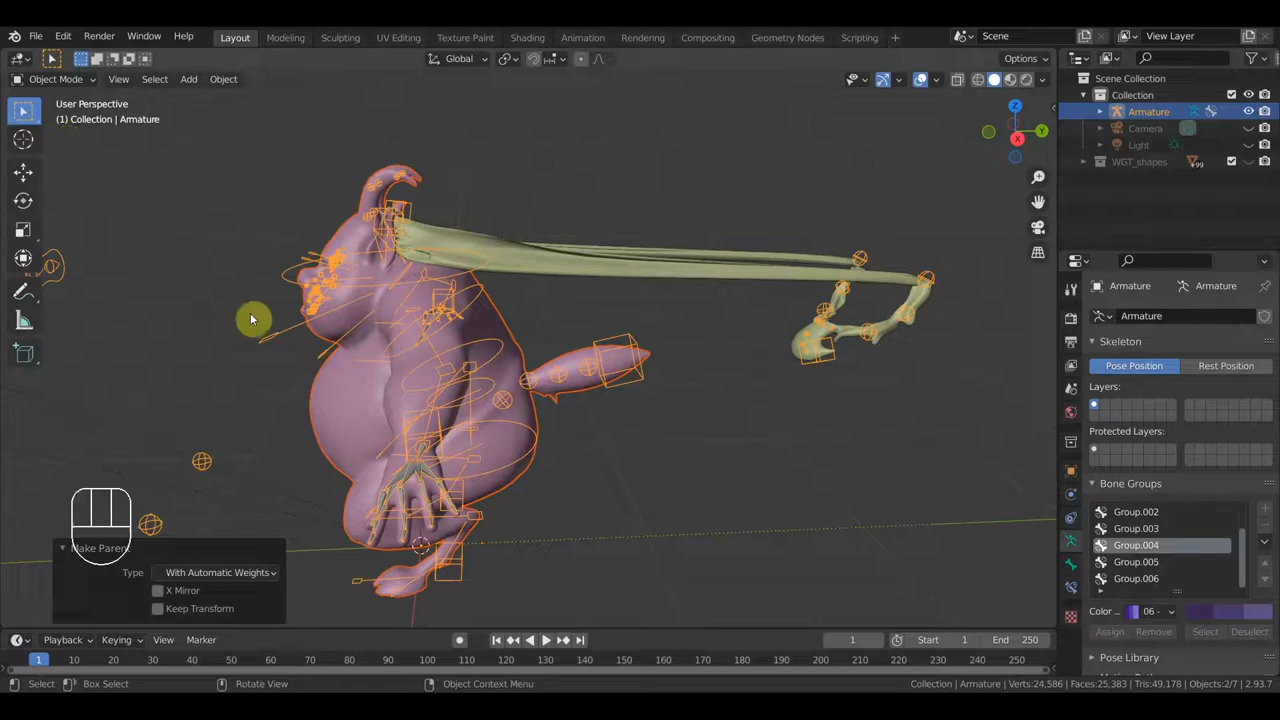 File Edit Render Window Help Layout Modeling Sculpting UV Editing Texture Paint Shading Animation Rendering Compositing Geometry Nodes Scripting + Scene View Layer
Global Options
Object Mode View Select Add Object
User Perspective
(1) Collection | Armature
Z
Y
X
Scene Collection
Collection
Armature
Camera
Light
WGT_shapes +99
Armature Armature
Armature
Skeleton
Pose Position Rest Position
Layers:
Protected Layers:
Bone Groups
Group.002
Group.003
Group.004
Group.005
Group.006
Color ... 06
Assign Remove Select Deselect
Pose Library
Make Parent
Type With Automatic Weights
X Mirror
Keep Transform
Playback Keying View Marker 1 Start 1 End 250
1 10 20 30 40 50 60 70 80 90 100 110 120 130 140 150 160 170 180 190 200 210 220 230 240 250
Select Box Select Rotate View Object Context Menu Collection | Armature | Verts:24,586 | Faces:25,383 | Tris:49,178 | Objects:2/7 | 2.93.7